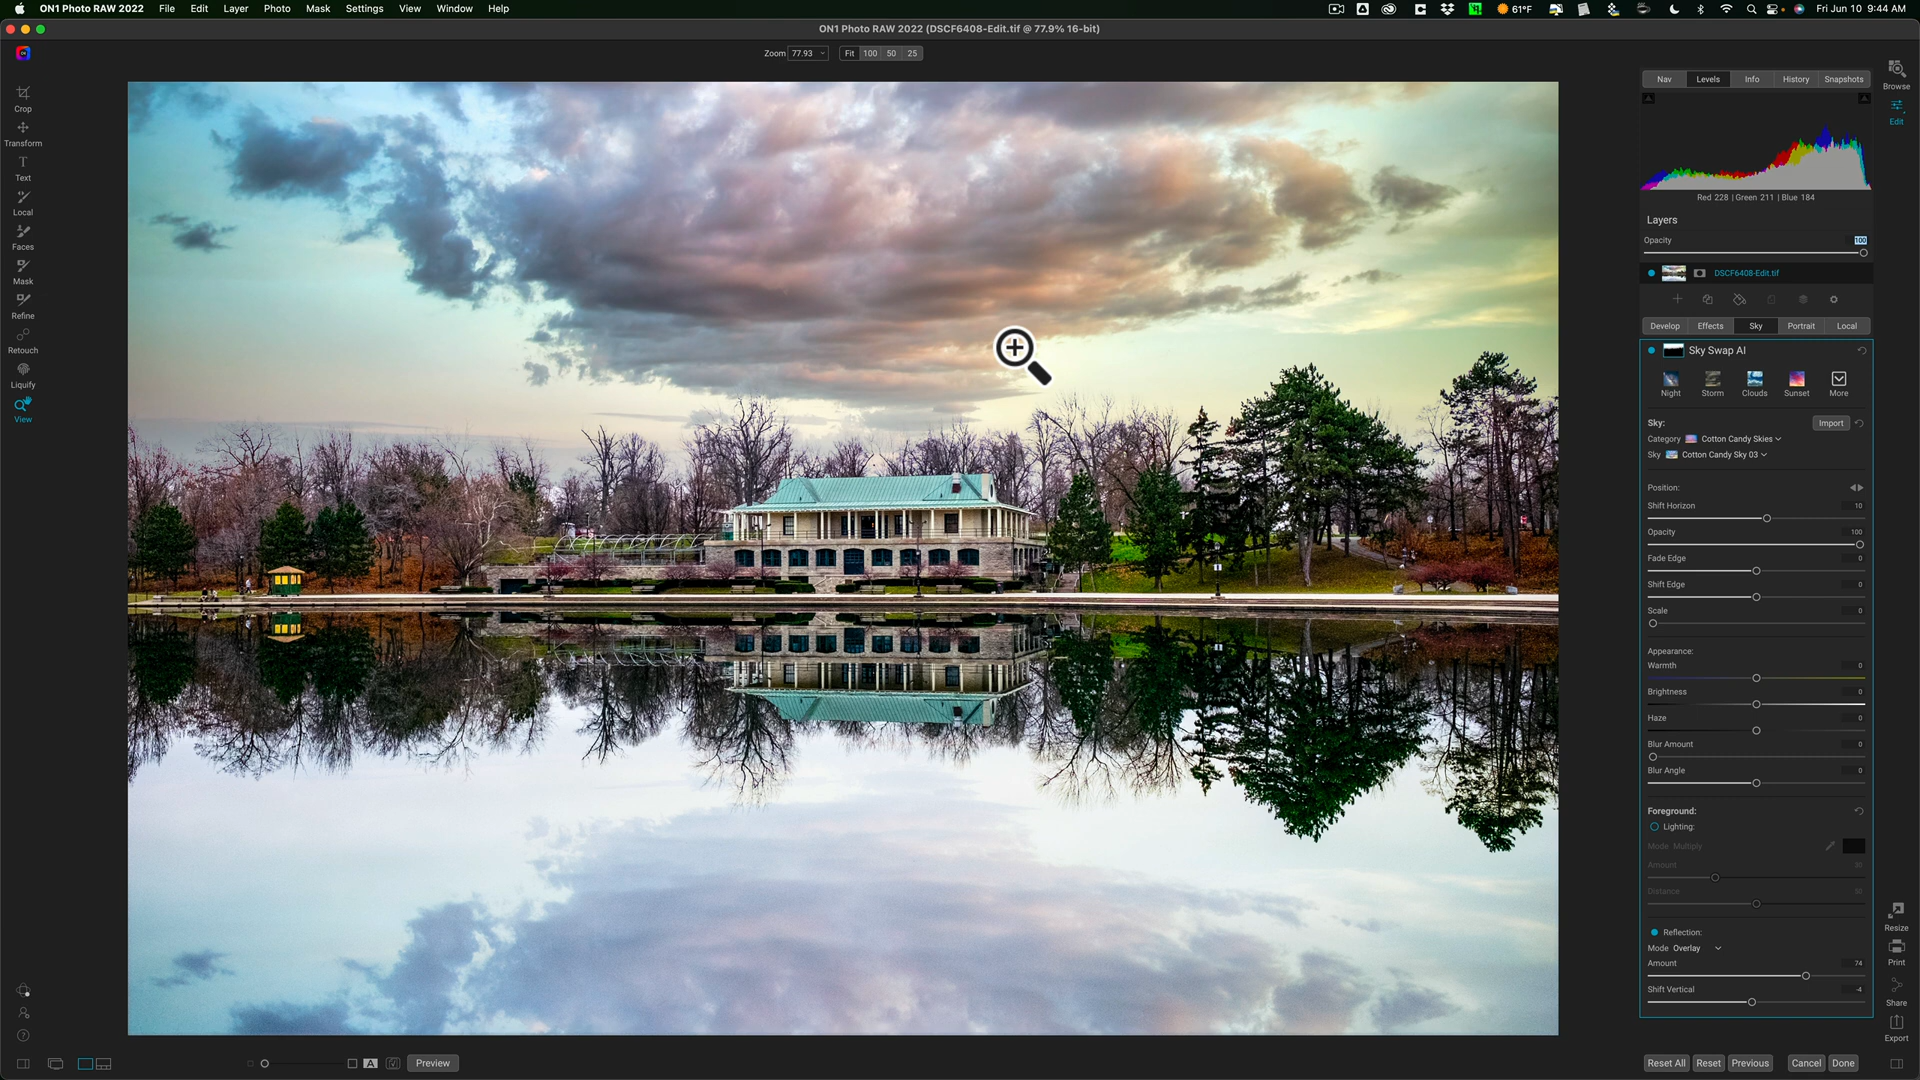 ON1 Photo RAW 2022 File Edit Layer Photo Mask Settings View Window Help 61°F Fri Jun 10 9:44 AM
ON1 Photo RAW 2022 (DSCF6408-Edit.tif @ 77.9% 16-bit)
Zoom 77.93 Fit 100 50 25
Crop
Transform
Text
Local
Faces
Mask
Refine
Retouch
Liquify
View
Nav Levels Info History Snapshots
Browse
Edit
Red 228 | Green 211 | Blue 184
Layers
Opacity 100
DSCF6408-Edit.tif
Develop Effects Sky Portrait Local
Sky Swap AI
Night Storm Clouds Sunset More
Sky: Import
Category Cotton Candy Skies
Sky Cotton Candy Sky 03
Position:
Shift Horizon 10
Opacity 100
Fade Edge 0
Shift Edge 0
Scale 0
Appearance:
Warmth 0
Brightness 0
Haze 0
Blur Amount 0
Blur Angle 0
Foreground:
Lighting:
Mode Multiply
Amount 30
Distance
Reflection:
Mode Overlay
Amount 74
Shift Vertical -4
Resize
Print
Share
Export
A Preview
Reset All Reset Previous Cancel Done